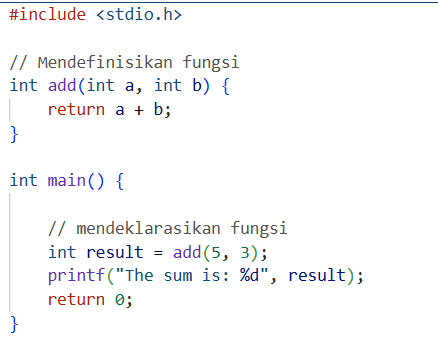 #include <stdio.h>
// Mendefinisikan fungsi
int add(int a, int b) {
    return a + b;
}
int main() {
    // mendeklarasikan fungsi
    int result = add(5, 3);
    printf("The sum is: %d", result);
    return 0;
}